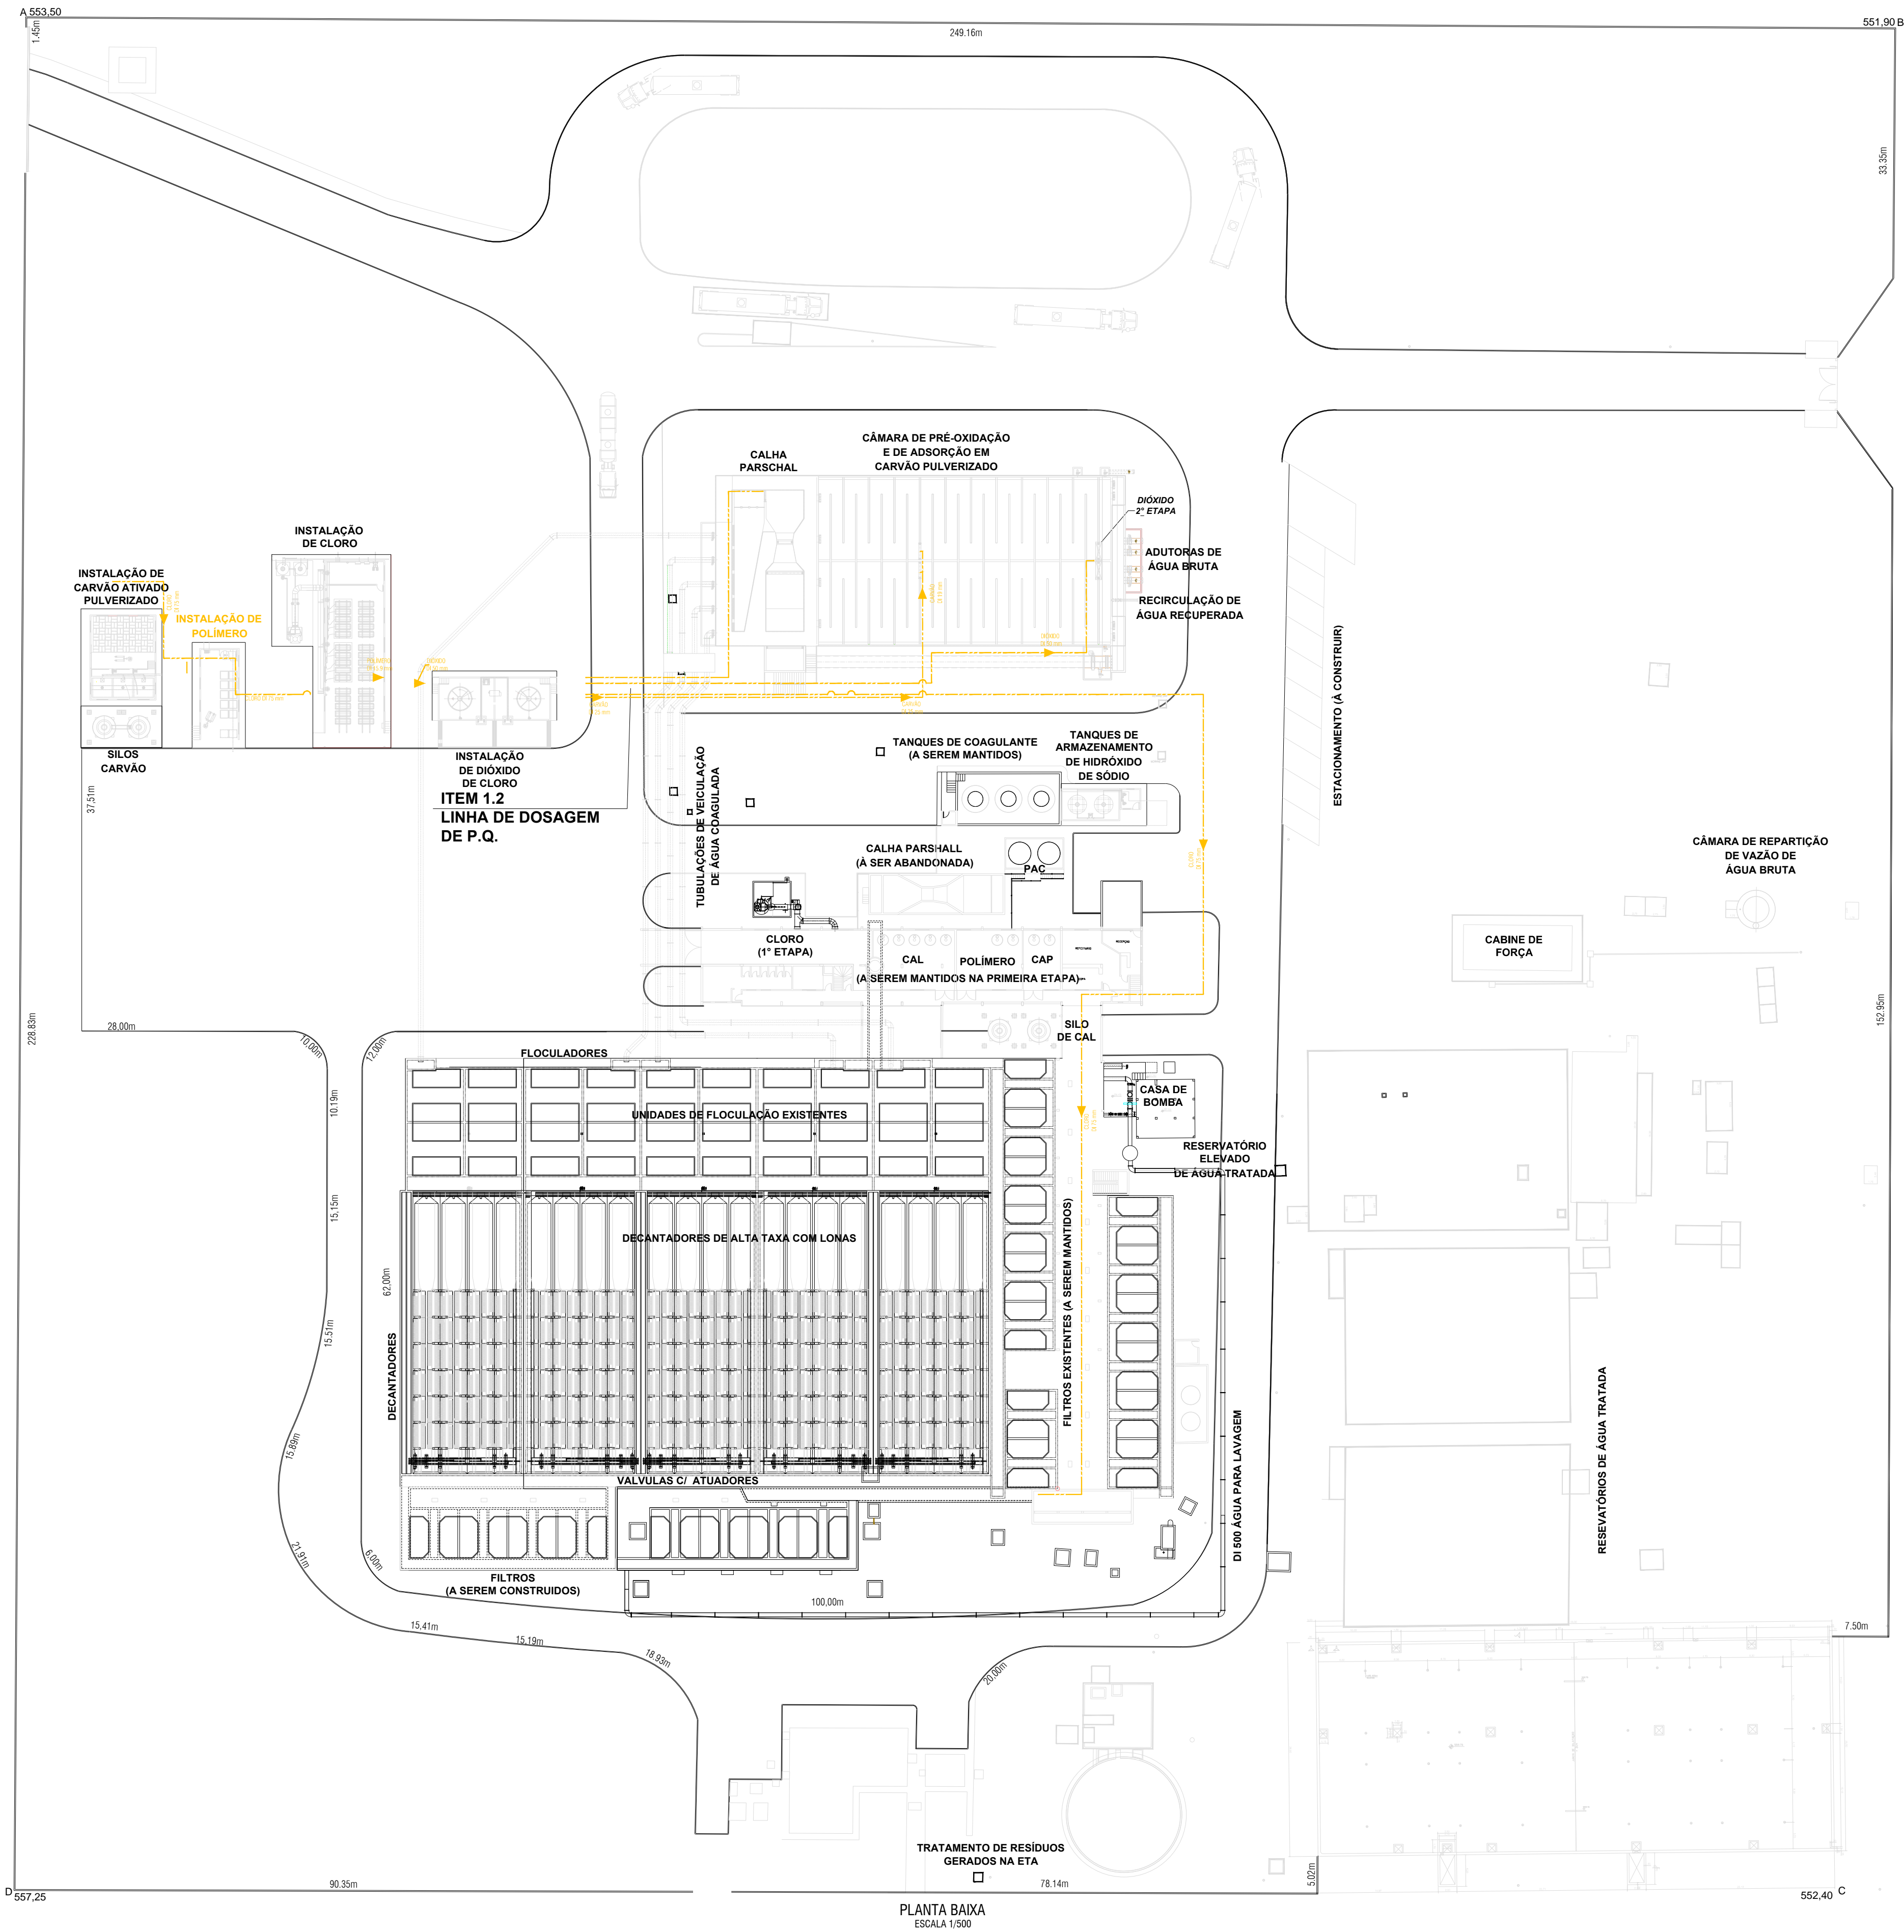 A 553,50
551,90 B
1.45m
249.16m
33.35m
CÂMARA DE PRÉ-OXIDAÇÃO
E DE ADSORÇÃO EM
CARVÃO PULVERIZADO
CALHA
PARSCHAL
DIÓXIDO
2° ETAPA
ADUTORAS DE
ÁGUA BRUTA
RECIRCULAÇÃO DE
ÁGUA RECUPERADA
INSTALAÇÃO
DE CLORO
INSTALAÇÃO DE
CARVÃO ATIVADO
PULVERIZADO
INSTALAÇÃO DE
POLÍMERO
ESTACIONAMENTO (À CONSTRUIR)
SILOS
CARVÃO
INSTALAÇÃO
DE DIÓXIDO
DE CLORO
ITEM 1.2
LINHA DE DOSAGEM
DE P.Q.
37,51m
TUBULAÇÕES DE VEICULAÇÃO
DE ÁGUA COAGULADA
TANQUES DE COAGULANTE
(A SEREM MANTIDOS)
TANQUES DE
ARMAZENAMENTO
DE HIDRÓXIDO
DE SÓDIO
CALHA PARSHALL
(À SER ABANDONADA)
PAC
CÂMARA DE REPARTIÇÃO
DE VAZÃO DE
ÁGUA BRUTA
CLORO
(1° ETAPA)
CAL
POLÍMERO
CAP
(A SEREM MANTIDOS NA PRIMEIRA ETAPA)
CABINE DE
FORÇA
228.83m
152.95m
28,00m
10,00m
12,00m
SILO
DE CAL
FLOCULADORES
UNIDADES DE FLOCULAÇÃO EXISTENTES
10.19m
CASA DE
BOMBA
RESERVATÓRIO
ELEVADO
DE ÁGUA TRATADA
15,15m
DECANTADORES DE ALTA TAXA COM LONAS
62,00m
15.51m
DECANTADORES
FILTROS EXISTENTES (A SEREM MANTIDOS)
DI 500 ÁGUA PARA LAVAGEM
RESEVATÓRIOS DE ÁGUA TRATADA
15,89m
VALVULAS C/ ATUADORES
21,91m
6,00m
FILTROS
(A SEREM CONSTRUIDOS)
100,00m
15,41m
15.19m
18.93m
20,00m
7.50m
TRATAMENTO DE RESÍDUOS
GERADOS NA ETA
5.02m
D 557,25
90.35m
78.14m
552,40 C
PLANTA BAIXA
ESCALA 1/500